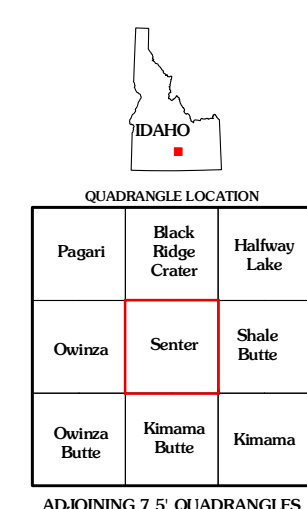 IDAHO
QUADRANGLE LOCATION
Pagari
Black
Ridge
Crater
Halfway
Lake
Owinza
Senter
Shale
Butte
Owinza
Butte
Kimama
Butte
Kimama
ADJOINING 7.5' QUADRANGLES